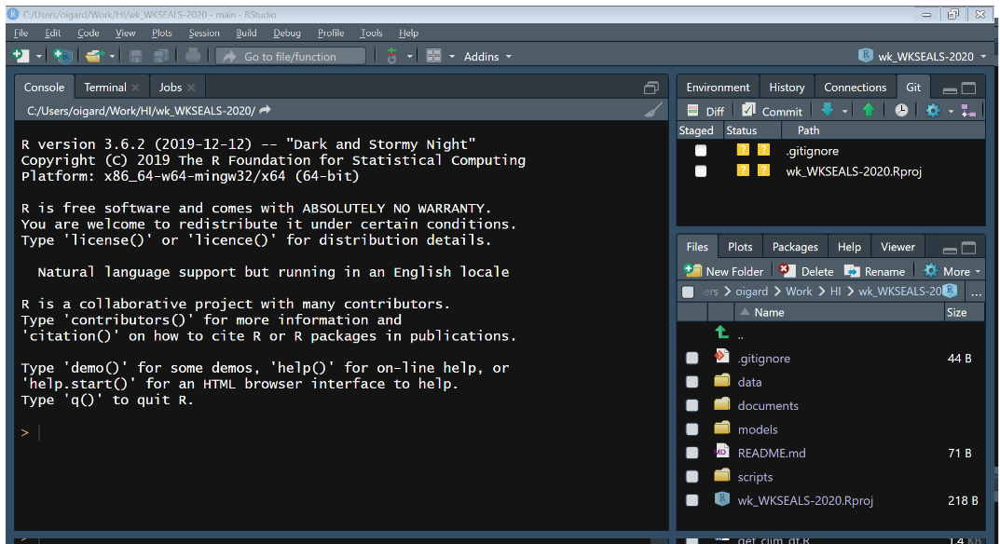 C:/Users/oigard/Work/HI/wk_WKSEALS-2020 - main - RStudio
File Edit Code View Plots Session Build Debug Profile Tools Help
Go to file/function Addins wk_WKSEALS-2020
Console Terminal Jobs
C:/Users/oigard/Work/HI/wk_WKSEALS-2020/
R version 3.6.2 (2019-12-12) -- "Dark and Stormy Night"
Copyright (C) 2019 The R Foundation for Statistical Computing
Platform: x86_64-w64-mingw32/x64 (64-bit)
R is free software and comes with ABSOLUTELY NO WARRANTY.
You are welcome to redistribute it under certain conditions.
Type 'license()' or 'licence()' for distribution details.
Natural language support but running in an English locale
R is a collaborative project with many contributors.
Type 'contributors()' for more information and
'citation()' on how to cite R or R packages in publications.
Type 'demo()' for some demos, 'help()' for on-line help, or
'help.start()' for an HTML browser interface to help.
Type 'q()' to quit R.
>
Environment History Connections Git
Diff Commit
Staged Status Path
? ? .gitignore
? ? wk_WKSEALS-2020.Rproj
Files Plots Packages Help Viewer
New Folder Delete Rename More
ers > oigard > Work > HI > wk_WKSEALS-20 ...
Name Size
..
.gitignore 44 B
data
documents
models
README.md 71 B
scripts
wk_WKSEALS-2020.Rproj 218 B